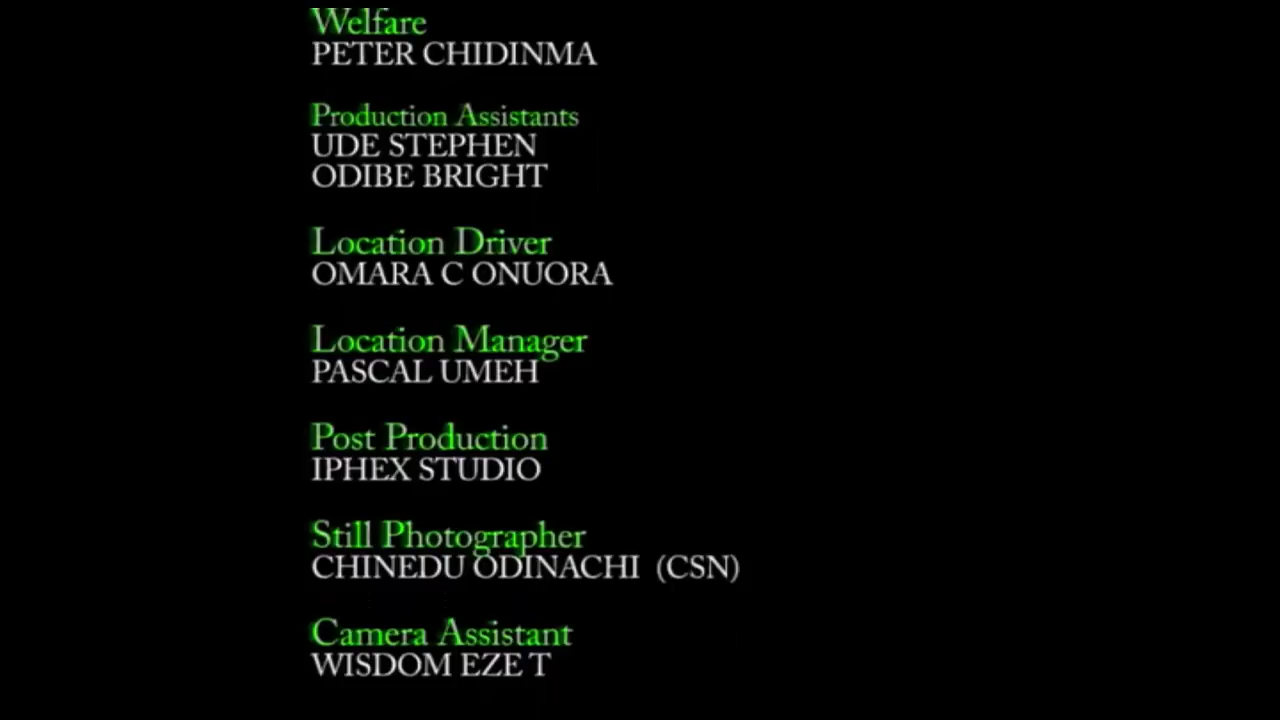 Welfare
PETER CHIDINMA
Production Assistants
UDE STEPHEN
ODIBE BRIGHT
Location Driver
OMARA C ONUORA
Location Manager
PASCAL UMEH
Post Production
IPHEX STUDIO
Still Photographer
CHINEDU ODINACHI (CSN)
Camera Assistant
WISDOM EZE T